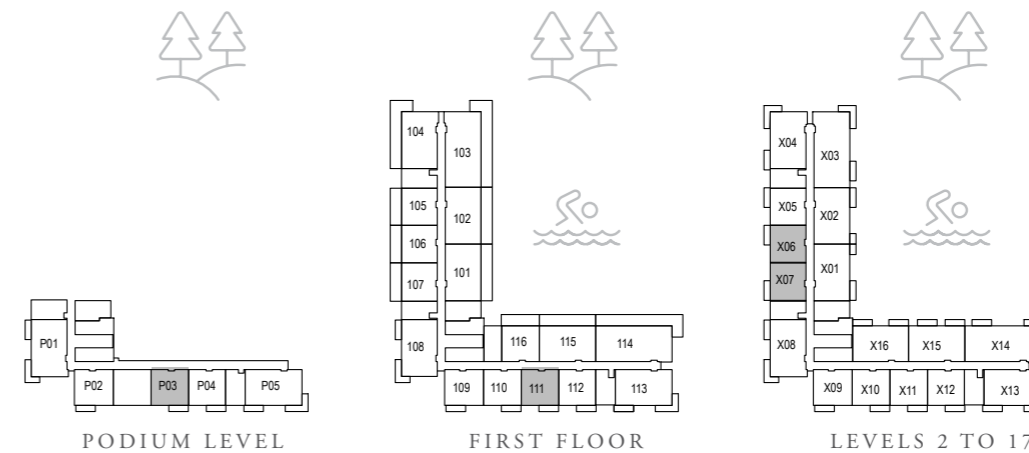 P01
P02
P03
P04
P05
PODIUM LEVEL
104
103
105
102
106
101
107
108
116
115
114
109
110
111
112
113
FIRST FLOOR
X04
X03
X05
X02
X06
X01
X07
X08
X16
X15
X14
X09
X10
X11
X12
X13
LEVELS 2 TO 17